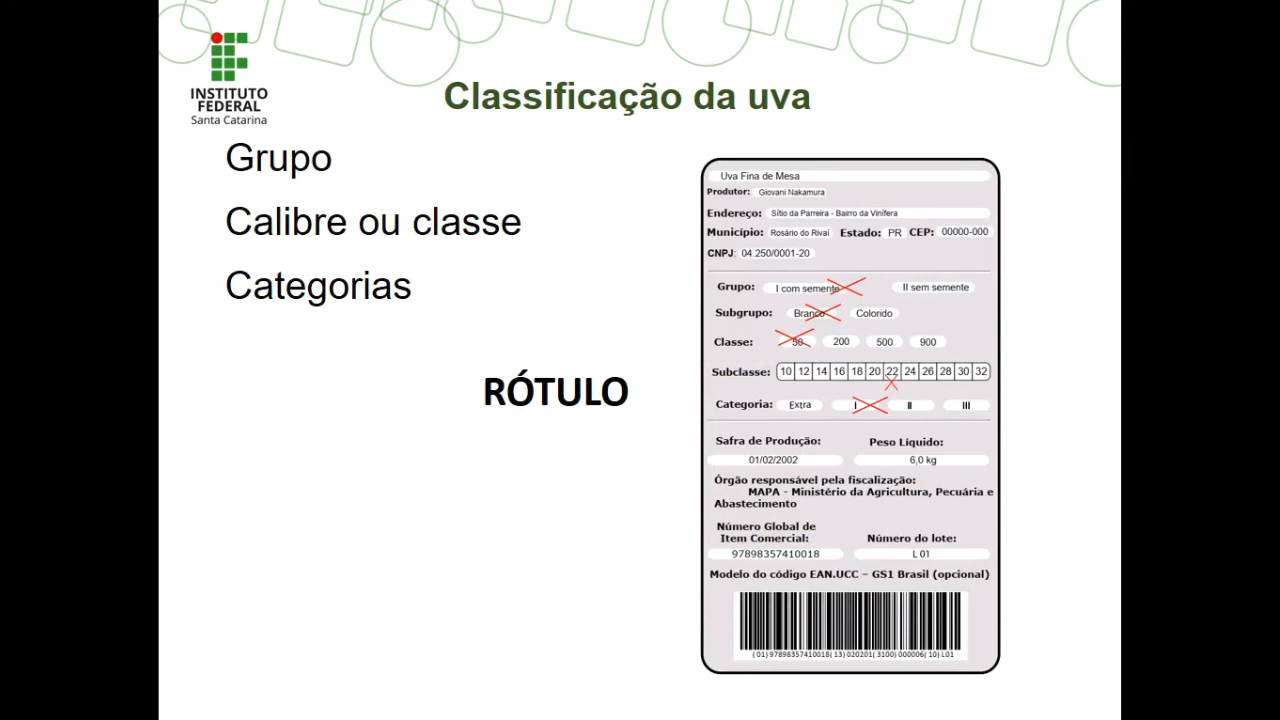 INSTITUTO
FEDERAL
Santa Catarina
Classificação da uva
Grupo
Calibre ou classe
Categorias
RÓTULO
Uva Fina de Mesa
Produtor: Giovani Nakamura
Endereço: Sítio da Parreira - Bairro da Vinífera
Município: Rosário do Rivaí Estado: PR CEP: 00000-000
CNPJ: 04.250/0001-20
Grupo: I com semente II sem semente
Subgrupo: Branco Colorido
Classe: 50 200 500 900
Subclasse: 10 12 14 16 18 20 22 24 26 28 30 32
Categoria: Extra I II III
Safra de Produção: Peso Líquido:
01/02/2002 6,0 kg
Órgão responsável pela fiscalização:
MAPA - Ministério da Agricultura, Pecuária e
Abastecimento
Número Global de
Item Comercial: Número do lote:
97898357410018 L 01
Modelo do código EAN.UCC – GS1 Brasil (opcional)
(01) 97898357410018(13)020201(3100)000006(10)L01